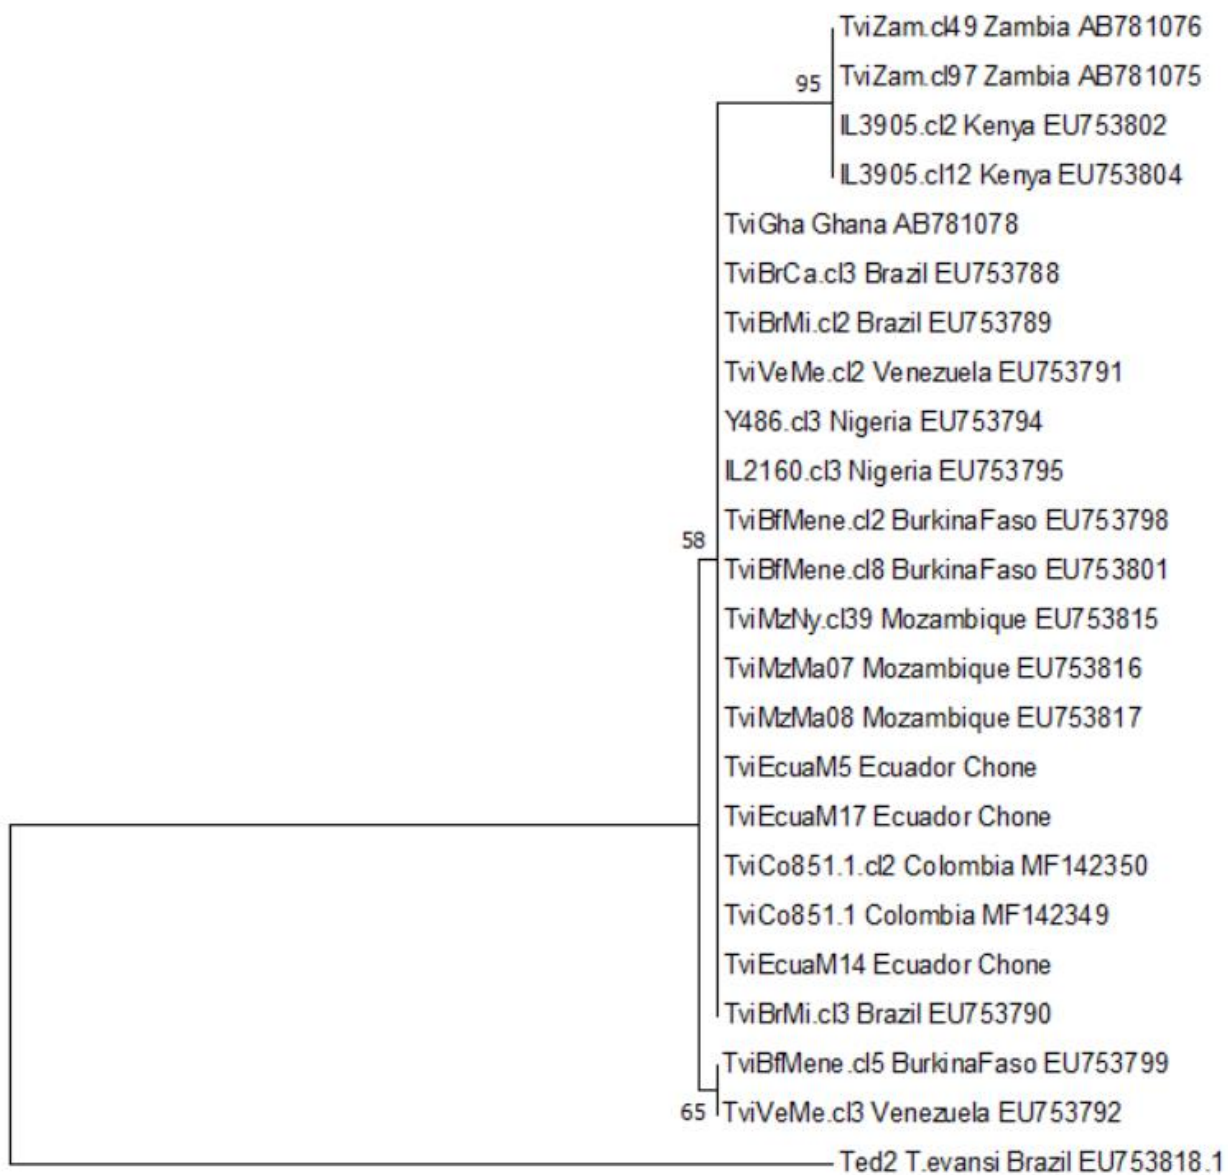 TviZam.cl49 Zambia AB781076
95
TviZam.cl97 Zambia AB781075
IL3905.cl2 Kenya EU753802
IL3905.cl12 Kenya EU753804
TviGha Ghana AB781078
TviBrCa.cl3 Brazil EU753788
TviBrMi.cl2 Brazil EU753789
TviVeMe.cl2 Venezuela EU753791
Y486.cl3 Nigeria EU753794
IL2160.cl3 Nigeria EU753795
TviBfMene.cl2 BurkinaFaso EU753798
58
TviBfMene.cl8 BurkinaFaso EU753801
TviMzNy.cl39 Mozambique EU753815
TviMzMa07 Mozambique EU753816
TviMzMa08 Mozambique EU753817
TviEcuaM5 Ecuador Chone
TviEcuaM17 Ecuador Chone
TviCo851.1.cl2 Colombia MF142350
TviCo851.1 Colombia MF142349
TviEcuaM14 Ecuador Chone
TviBrMi.cl3 Brazil EU753790
TviBfMene.cl5 BurkinaFaso EU753799
65
TviVeMe.cl3 Venezuela EU753792
Ted2 T.evansi Brazil EU753818.1